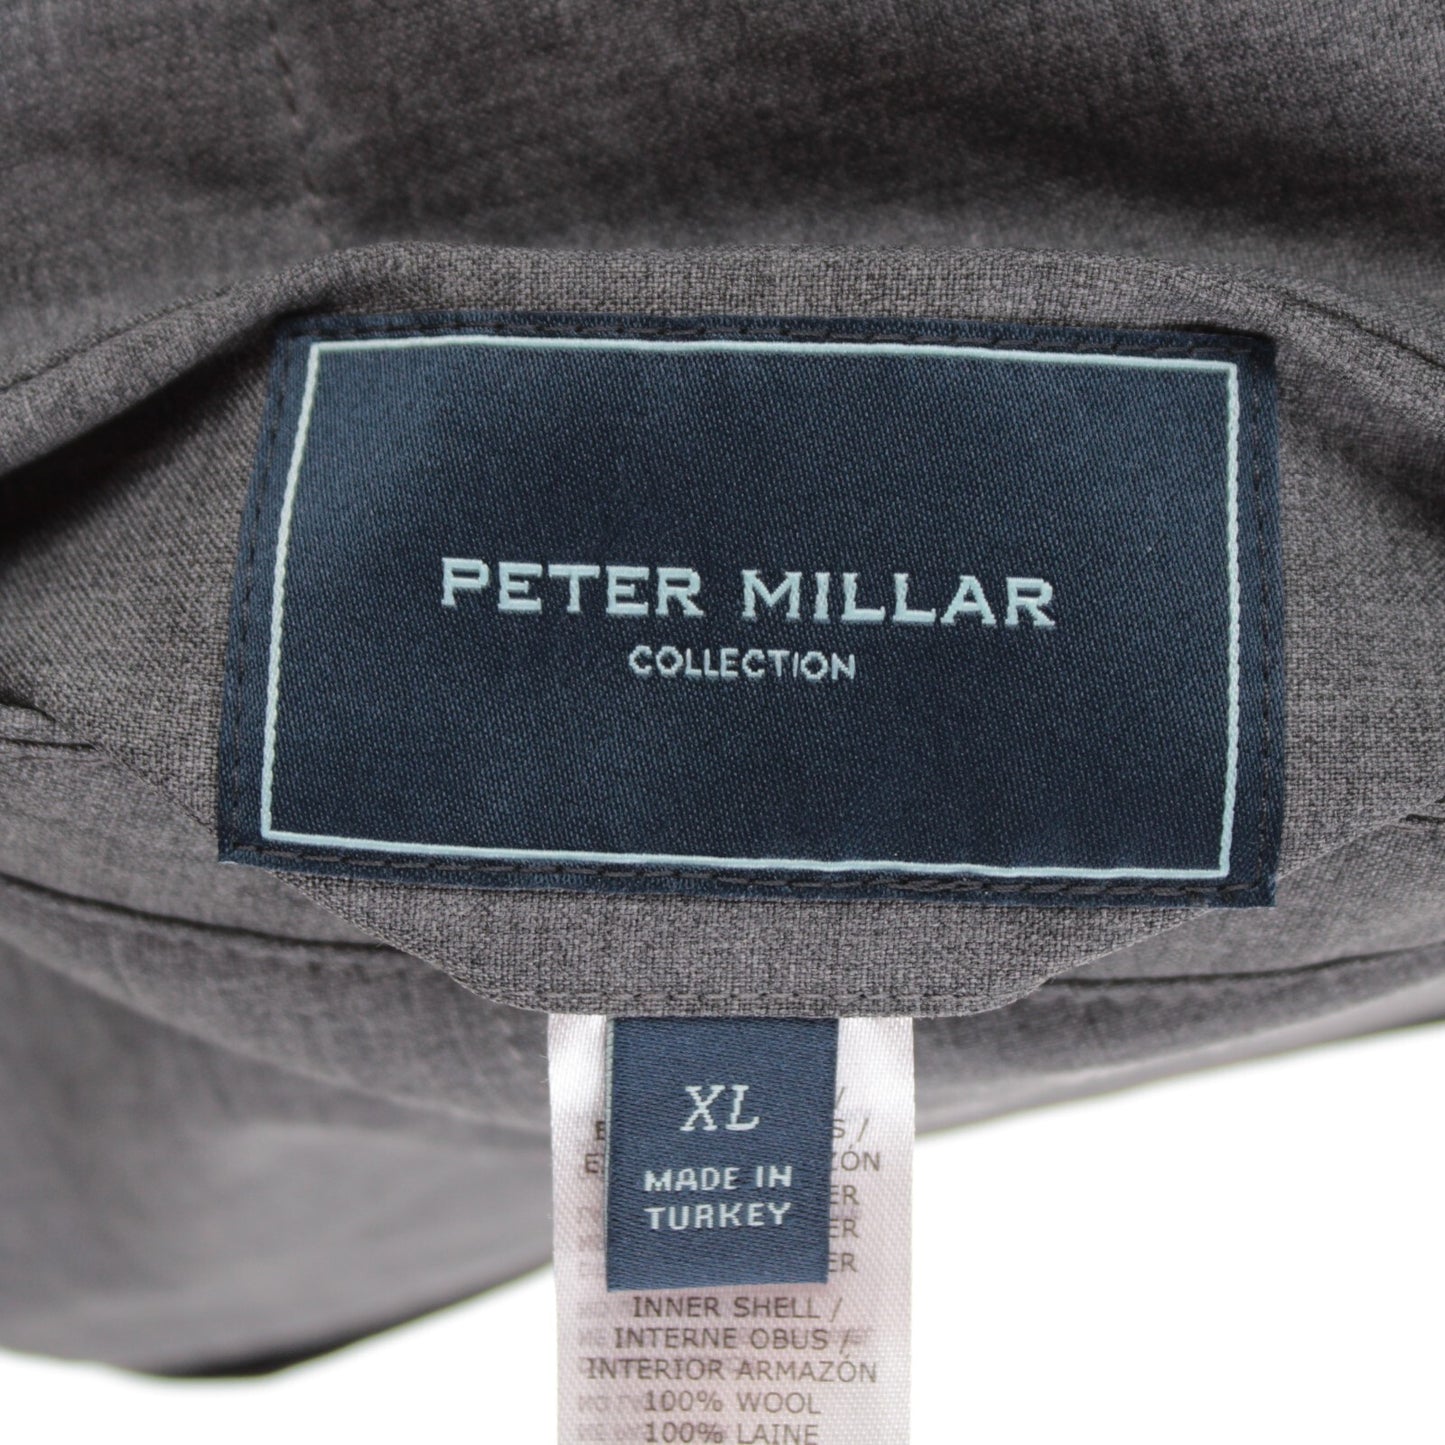 PETER MILLAR
COLLECTION
XL
MADE IN
TURKEY
INNER SHELL /
INTERNE OBUS /
INTERIOR ARMAZÓN
100% WOOL
100% LAINE